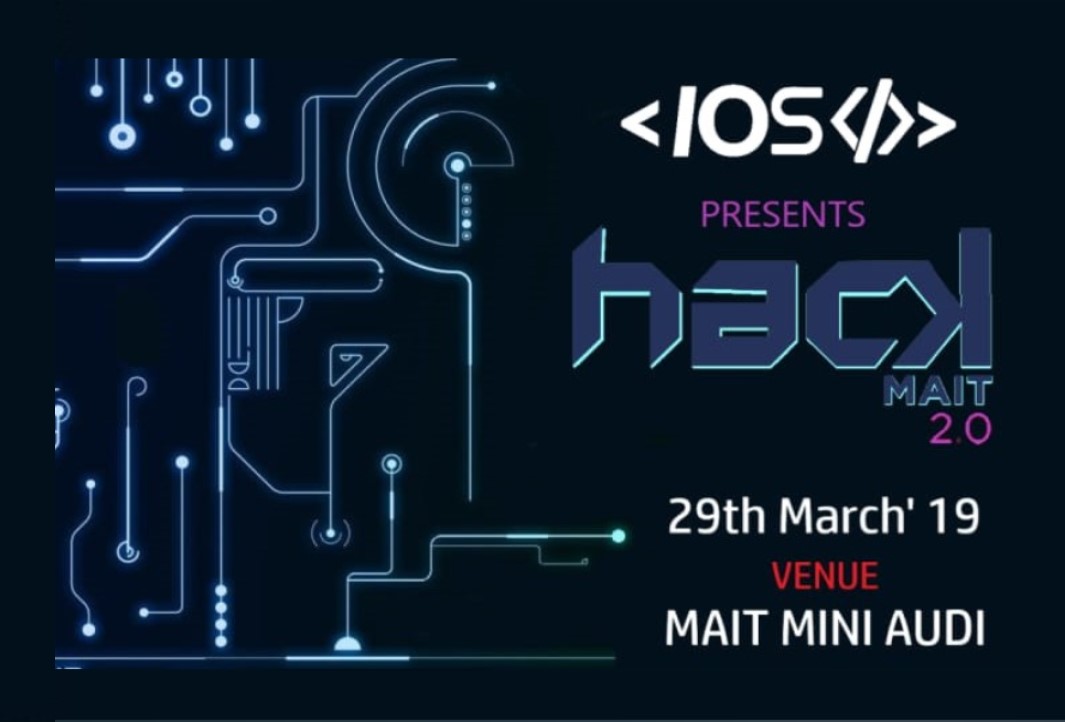 <IOS</>>
PRESENTS
hack
MAIT
2.0
29th March' 19
VENUE
MAIT MINI AUDI